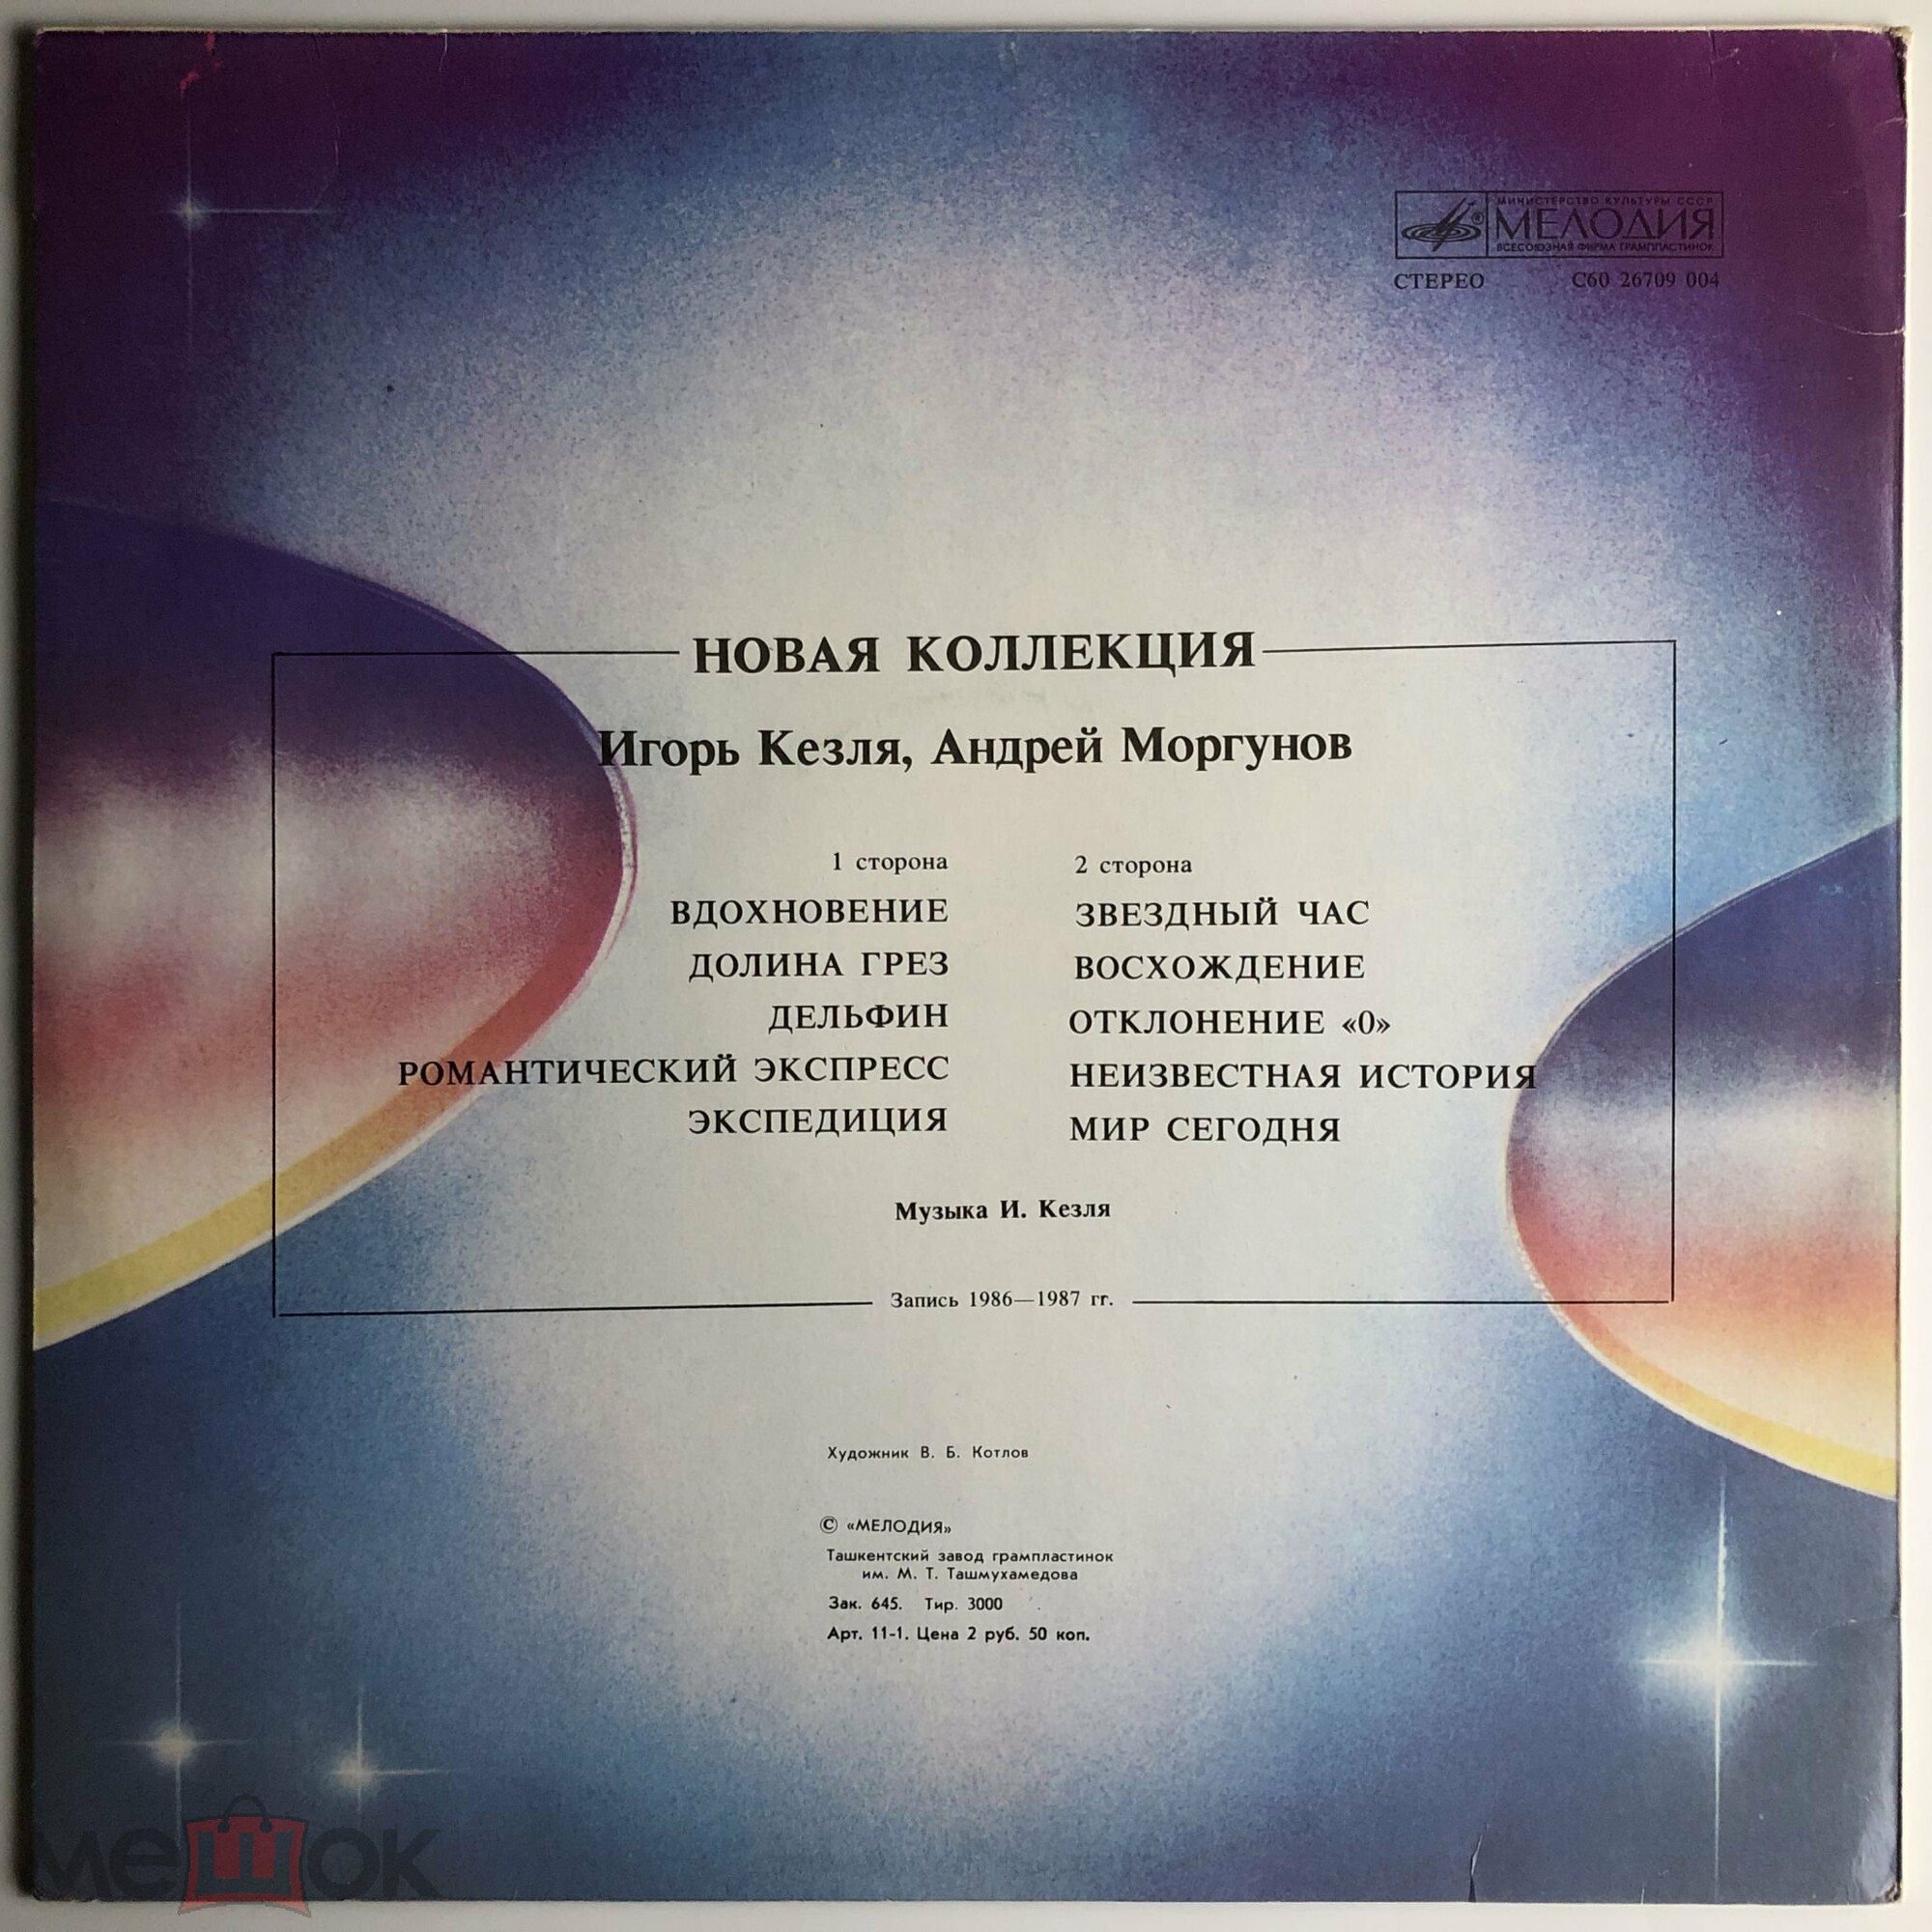 МИНИСТЕРСТВО КУЛЬТУРЫ СССР
МЕЛОДИЯ
ВСЕСОЮЗНАЯ ФИРМА ГРАМПЛАСТИНОК
СТЕРЕО С60 26709 004
НОВАЯ КОЛЛЕКЦИЯ
Игорь Кезля, Андрей Моргунов
1 сторона
ВДОХНОВЕНИЕ
ДОЛИНА ГРЕЗ
ДЕЛЬФИН
РОМАНТИЧЕСКИЙ ЭКСПРЕСС
ЭКСПЕДИЦИЯ
2 сторона
ЗВЕЗДНЫЙ ЧАС
ВОСХОЖДЕНИЕ
ОТКЛОНЕНИЕ «0»
НЕИЗВЕСТНАЯ ИСТОРИЯ
МИР СЕГОДНЯ
Музыка И. Кезля
Запись 1986—1987 гг.
Художник В. Б. Котлов
© «МЕЛОДИЯ»
Ташкентский завод грампластинок
им. М. Т. Ташмухамедова
Зак. 645. Тир. 3000
Арт. 11-1. Цена 2 руб. 50 коп.
мешок